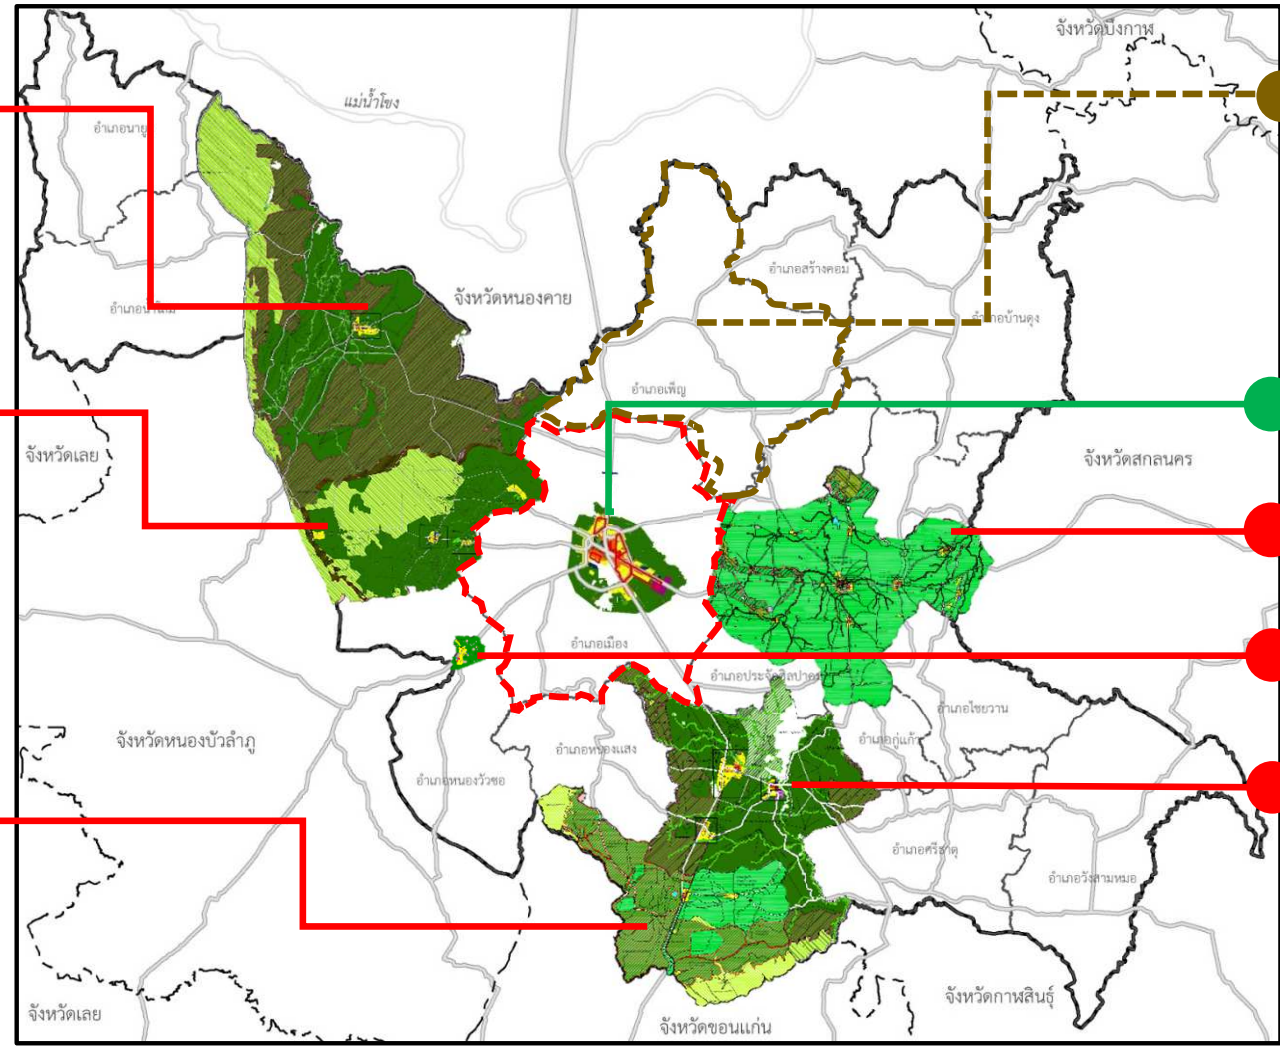 จังหวัดบึงกาฬ
แม่น้ำโขง
อำเภอนายู
อำเภอสร้างคอม
จังหวัดหนองคาย
อำเภอบ้านดุง
อำเภอเพ็ญ
จังหวัดเลย
จังหวัดสกลนคร
อำเภอเมือง
อำเภอประจักษ์ศิลปาคม
อำเภอไชยวาน
จังหวัดหนองบัวลำภู
อำเภอหนองแสง
อำเภอกู่แก้ว
อำเภอหนองวัวซอ
อำเภอศรีธาตุ
อำเภอวังสามหมอ
จังหวัดกาฬสินธุ์
จังหวัดเลย
จังหวัดขอนแก่น